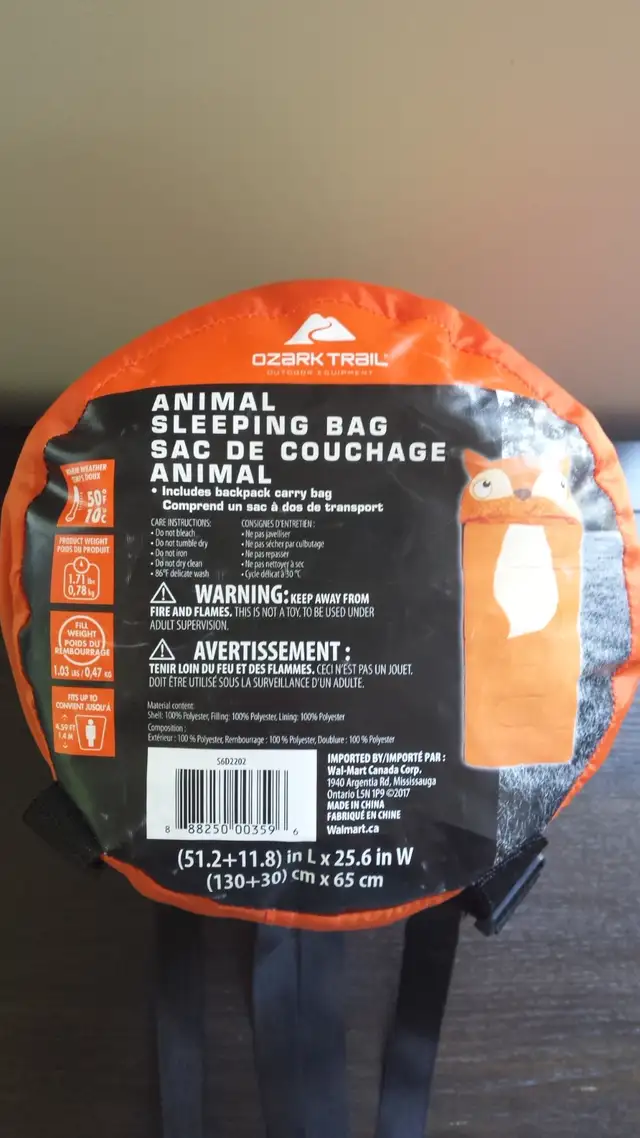 OZARK TRAIL
OUTDOOR EQUIPMENT
ANIMAL
SLEEPING BAG
SAC DE COUCHAGE
ANIMAL
• Includes backpack carry bag
Comprend un sac à dos de transport
WARM WEATHER
TEMPS DOUX
50°F
10°C
PRODUCT WEIGHT
POIDS DU PRODUIT
1.71 lbs
0,78 kg
FILL
WEIGHT
POIDS DU
REMBOURRAGE
1.03 LBS / 0,47 KG
FITS UP TO
CONVIENT JUSQU'À
4.59 FT
1.4 M
CARE INSTRUCTIONS:
• Do not bleach
• Do not tumble dry
• Do not iron
• Do not dry clean
• 86°F delicate wash
CONSIGNES D'ENTRETIEN :
• Ne pas javelliser
• Ne pas sécher par culbutage
• Ne pas repasser
• Ne pas nettoyer à sec
• Cycle délicat à 30 °C
WARNING: KEEP AWAY FROM
FIRE AND FLAMES. THIS IS NOT A TOY. TO BE USED UNDER
ADULT SUPERVISION.
AVERTISSEMENT :
TENIR LOIN DU FEU ET DES FLAMMES. CECI N'EST PAS UN JOUET.
DOIT ÊTRE UTILISÉ SOUS LA SURVEILLANCE D'UN ADULTE.
Material content:
Shell: 100% Polyester, Filling: 100% Polyester, Lining: 100% Polyester
Composition :
Extérieur : 100 % Polyester, Rembourrage : 100 % Polyester, Doublure : 100 % Polyester
S6D2202
8 88250 00359 6
IMPORTED BY/IMPORTÉ PAR :
Wal-Mart Canada Corp.
1940 Argentia Rd, Mississauga
Ontario L5N 1P9 ©2017
MADE IN CHINA
FABRIQUÉ EN CHINE
Walmart.ca
(51.2+11.8) in L x 25.6 in W
(130+30) cm x 65 cm